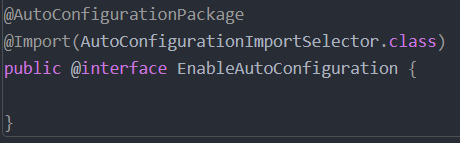 @AutoConfigurationPackage
@Import(AutoConfigurationImportSelector.class)
public @interface EnableAutoConfiguration {
}